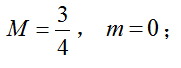 M = 3/4 ， m = 0 ；